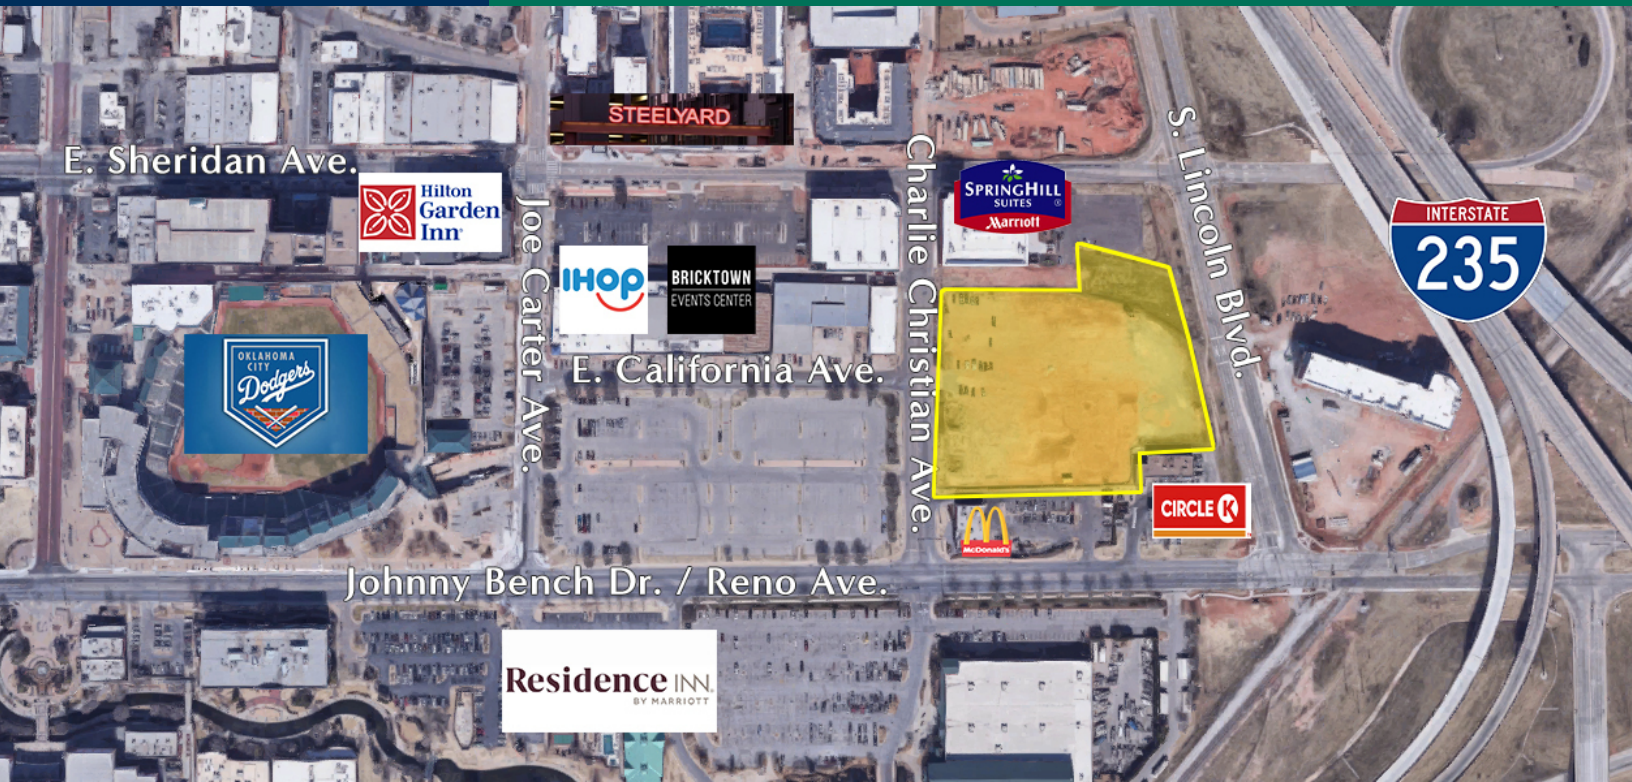 STEELYARD
E. Sheridan Ave.
Hilton
Garden
Inn
SPRINGHILL
SUITES ®
Marriott
S. Lincoln Blvd.
INTERSTATE
235
Joe Carter Ave.
Charlie Christian Ave.
IHOP
BRICKTOWN
EVENTS CENTER
OKLAHOMA
CITY
Dodgers
E. California Ave.
CIRCLE K
McDonald's
Johnny Bench Dr. / Reno Ave.
Residence INN.
BY MARRIOTT